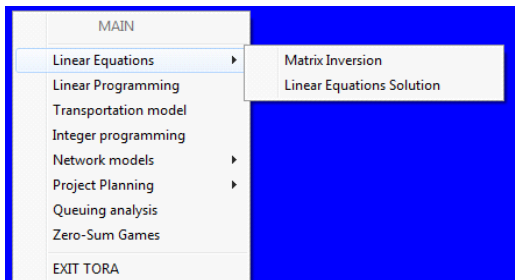 MAIN
Linear Equations
Matrix Inversion
Linear Equations Solution
Linear Programming
Transportation model
Integer programming
Network models
Project Planning
Queuing analysis
Zero-Sum Games
EXIT TORA